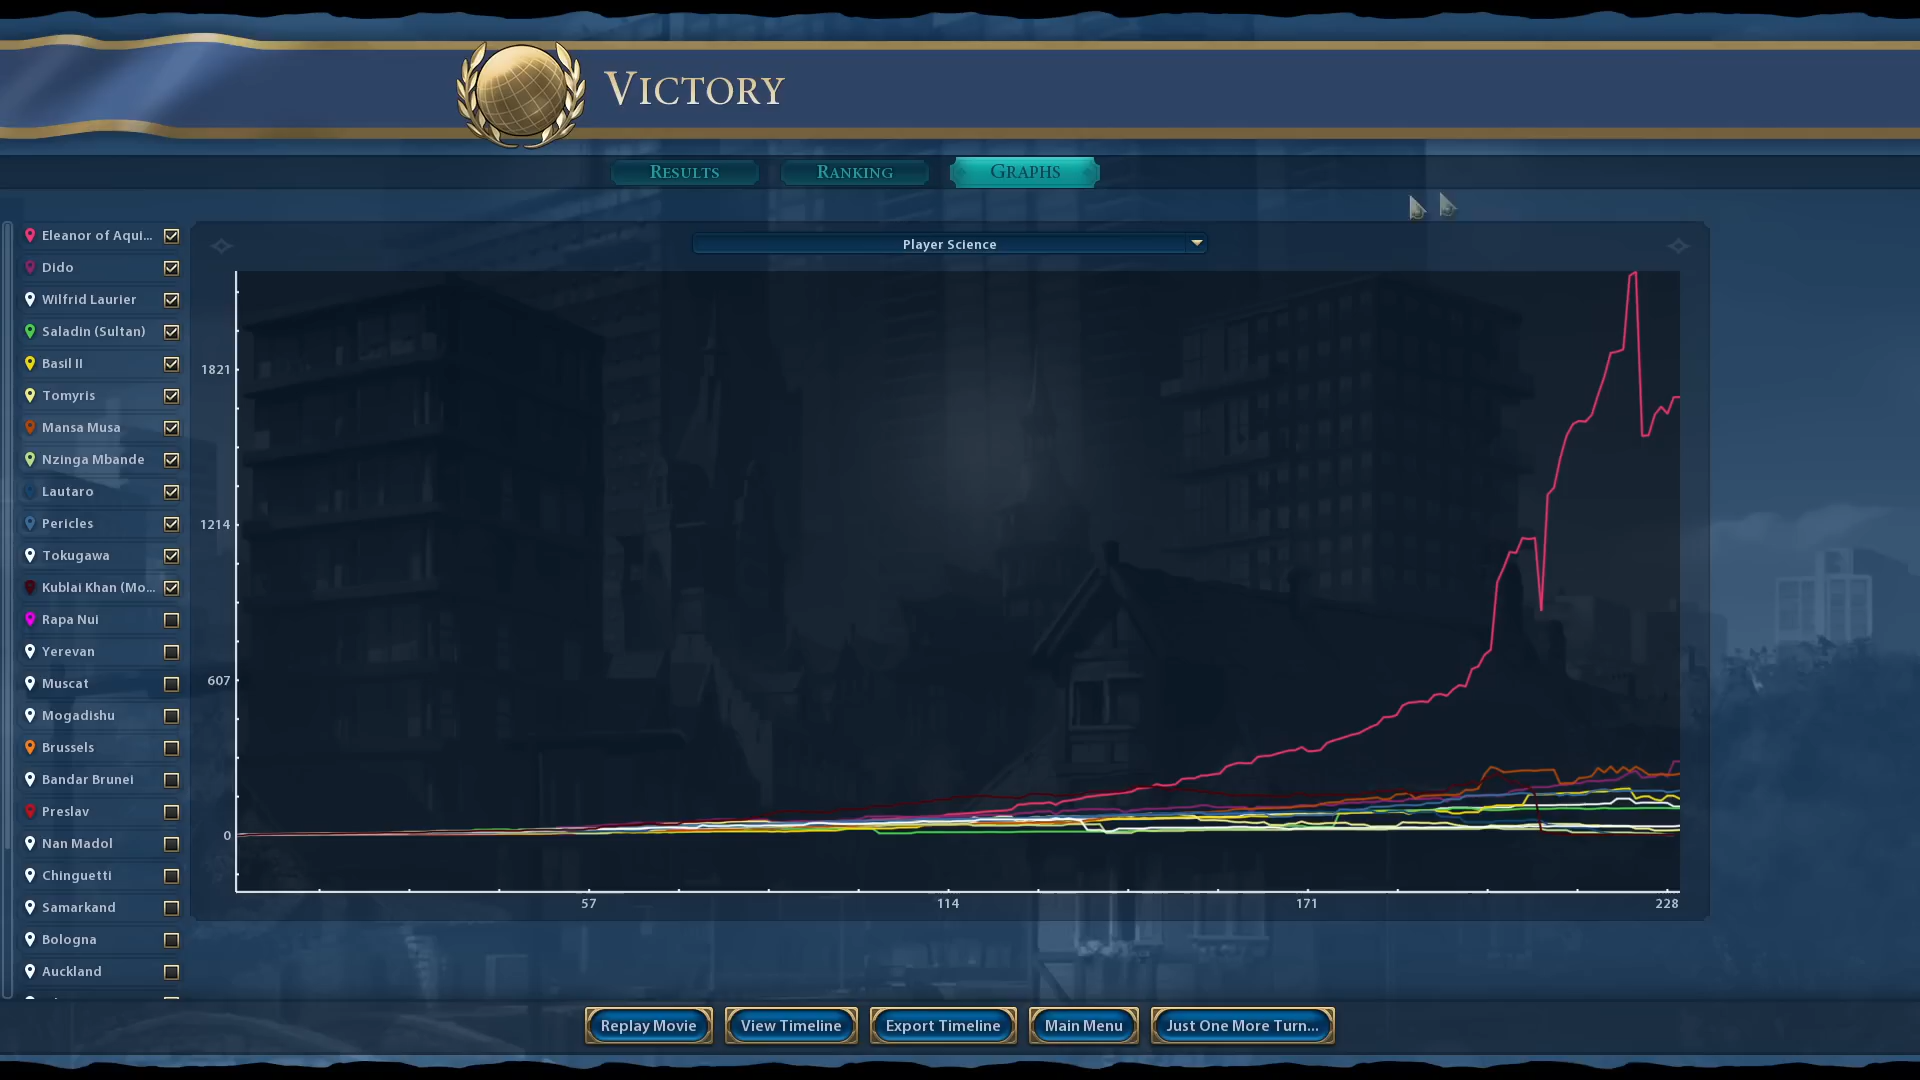 VICTORY
RESULTS
RANKING
GRAPHS
Eleanor of Aqui...
Dido
Wilfrid Laurier
Saladin (Sultan)
Basil II
Tomyris
Mansa Musa
Nzinga Mbande
Lautaro
Pericles
Tokugawa
Kublai Khan (Mo...
Rapa Nui
Yerevan
Muscat
Mogadishu
Brussels
Bandar Brunei
Preslav
Nan Madol
Chinguetti
Samarkand
Bologna
Auckland
Player Science
1821
1214
607
0
57
114
171
228
Replay Movie
View Timeline
Export Timeline
Main Menu
Just One More Turn...